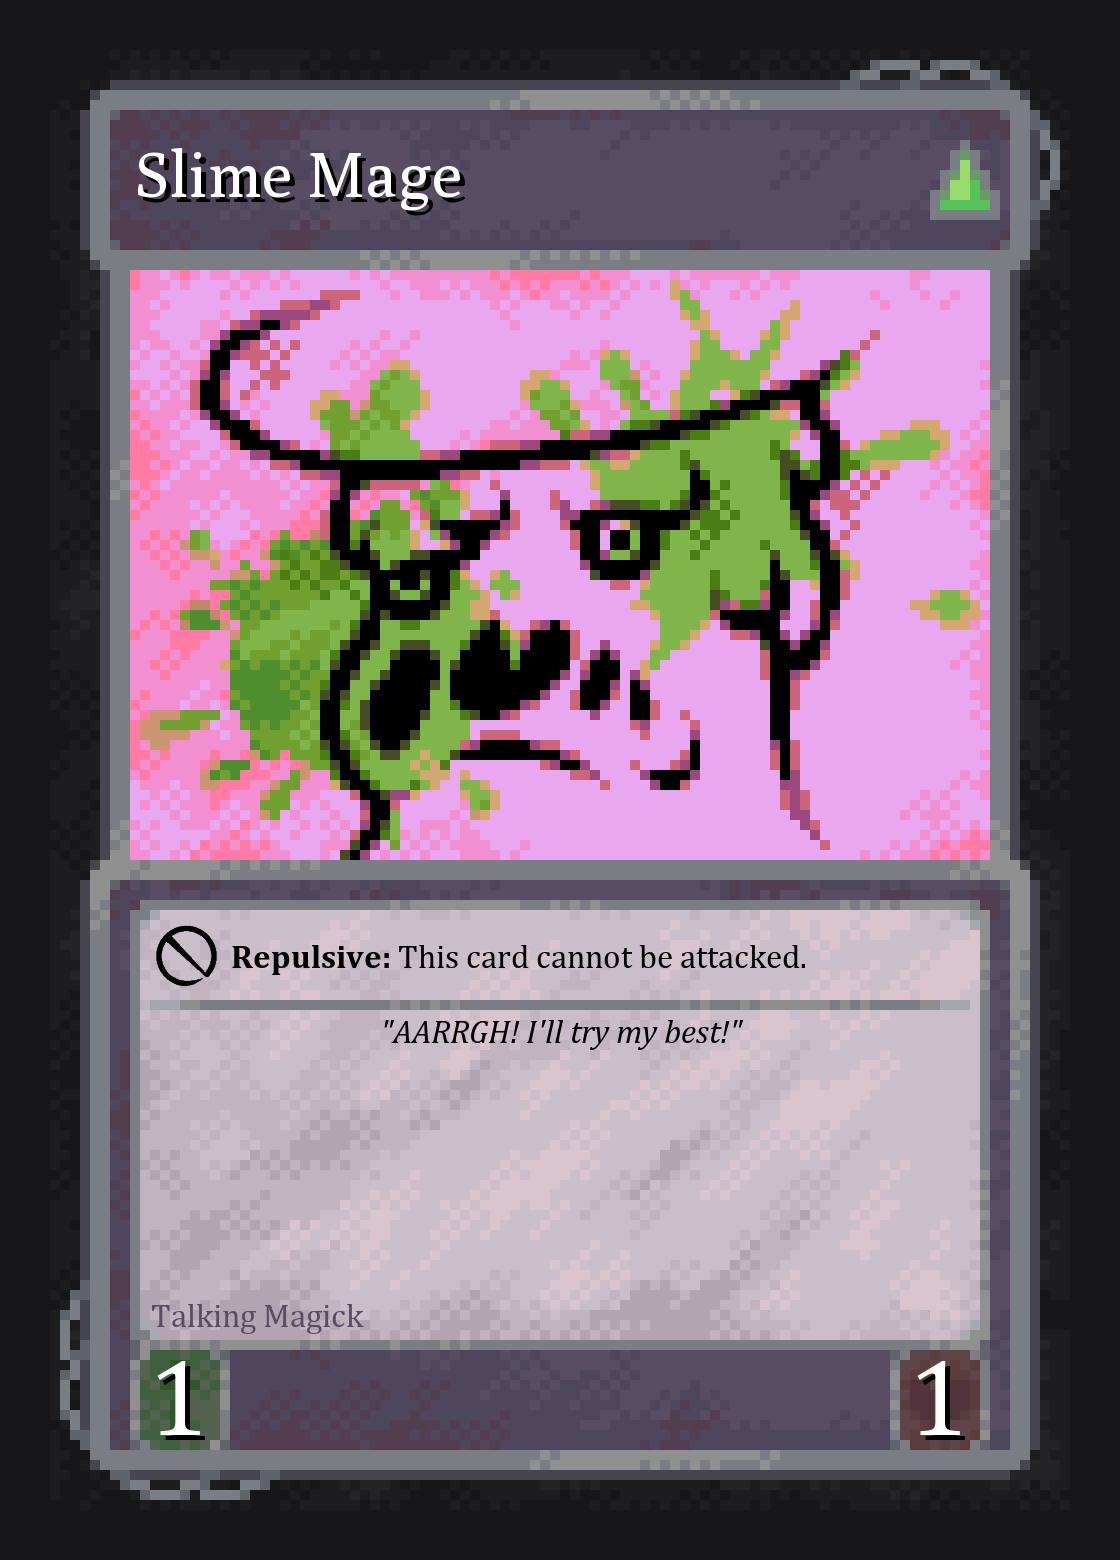 Slime Mage
Repulsive: This card cannot be attacked.
"AARRGH! I'll try my best!"
Talking Magick
1 1